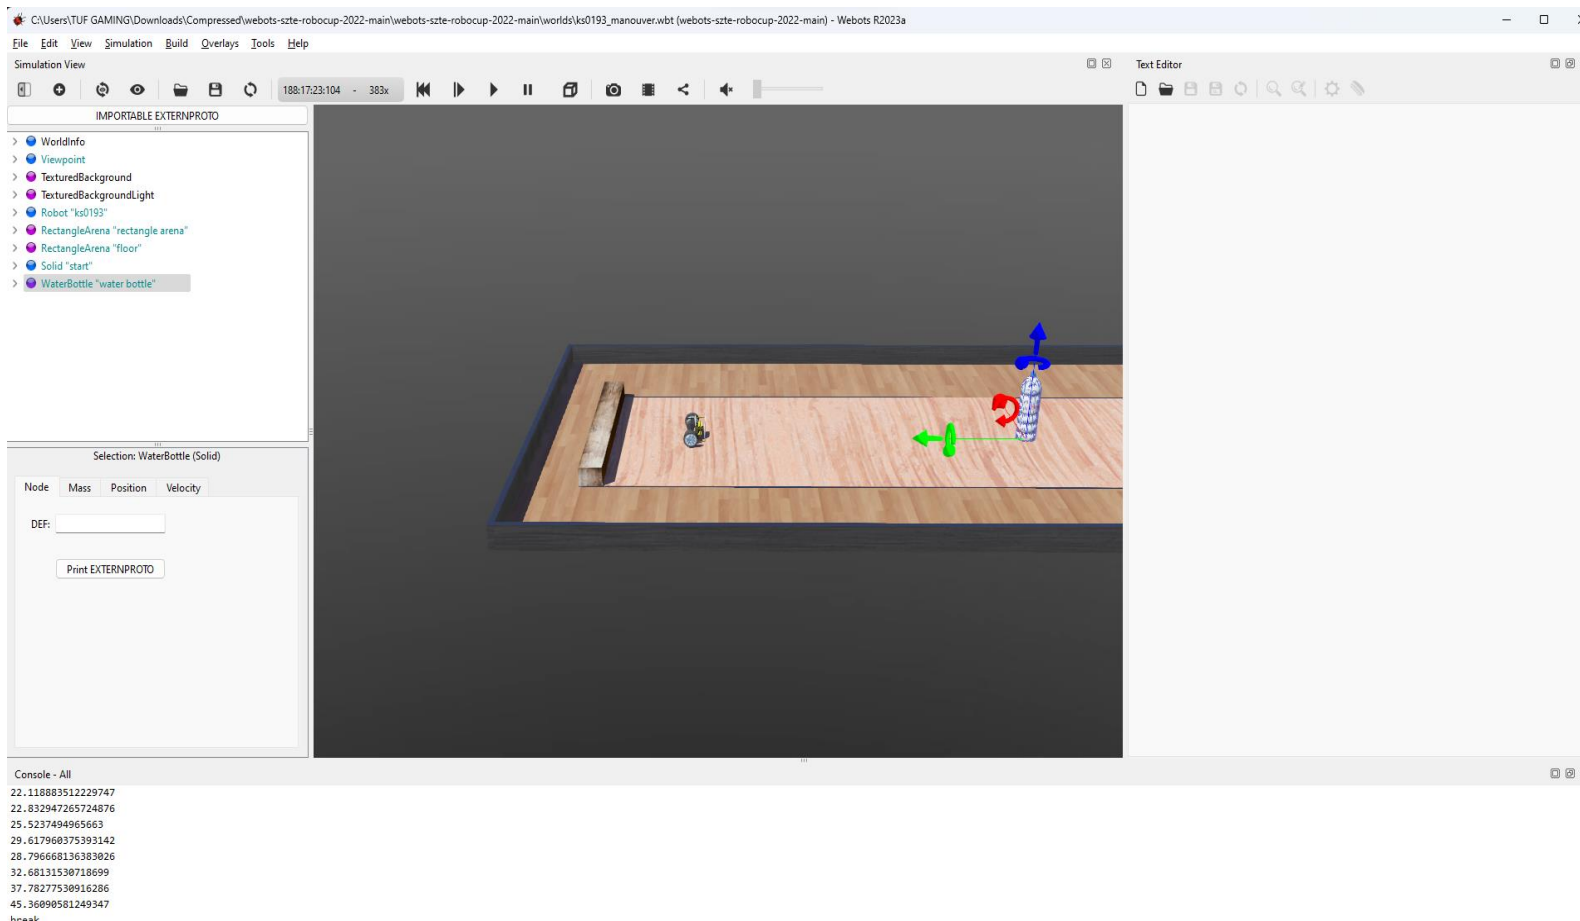 C:\Users\TUF GAMING\Downloads\Compressed\webots-szte-robocup-2022-main\webots-szte-robocup-2022-main\worlds\ks0193_manouver.wbt (webots-szte-robocup-2022-main) - Webots R2023a
File Edit View Simulation Build Overlays Tools Help
Simulation View
Text Editor
188:17:23:104 - 383x
IMPORTABLE EXTERNPROTO
WorldInfo
Viewpoint
TexturedBackground
TexturedBackgroundLight
Robot "ks0193"
RectangleArena "rectangle arena"
RectangleArena "floor"
Solid "start"
WaterBottle "water bottle"
Selection: WaterBottle (Solid)
Node Mass Position Velocity
DEF:
Print EXTERNPROTO
Console - All
22.118883512229747
22.832947265724876
25.5237494965663
29.617960375393142
28.796668136383026
32.68131530718699
37.78277530916286
45.36090581249347
break